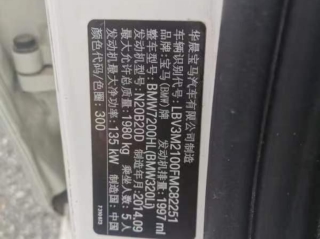 华晨宝马汽车有限公司制造
车辆识别代号: LBV3M2100FMC82251
品牌: 宝马(BMW)牌 发动机排量: 1997 ml
整车型号: BMW7200HL(BMW320Li)
发动机型号: N20B20D 制造年月: 2014.09
最大允许总质量: 1980 kg 乘坐人数: 5人
发动机最大净功率: 135 kW 制造国: 中国
颜色代码/色漆: 300